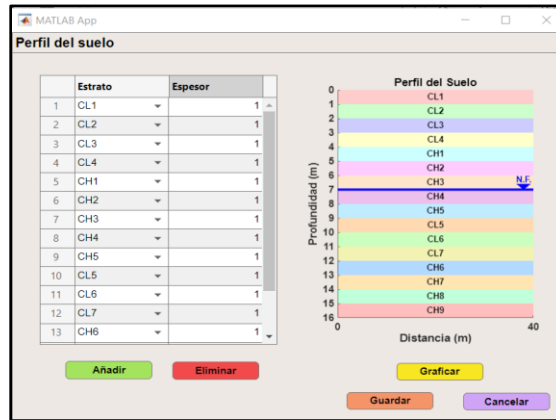 MATLAB App
Perfil del suelo
Estrato Espesor
1 CL1 1
2 CL2 1
3 CL3 1
4 CL4 1
5 CH1 1
6 CH2 1
7 CH3 1
8 CH4 1
9 CH5 1
10 CL5 1
11 CL6 1
12 CL7 1
13 CH6 1
Añadir Eliminar
Perfil del Suelo
Profundidad (m)
0
CL1
1
CL2
2
CL3
3
CL4
4
CH1
5
CH2
6
CH3 N.F.
7
CH4
8
CH5
9
CL5
10
CL6
11
CL7
12
CH6
13
CH7
14
CH8
15
CH9
16
0 40
Distancia (m)
Graficar
Guardar Cancelar